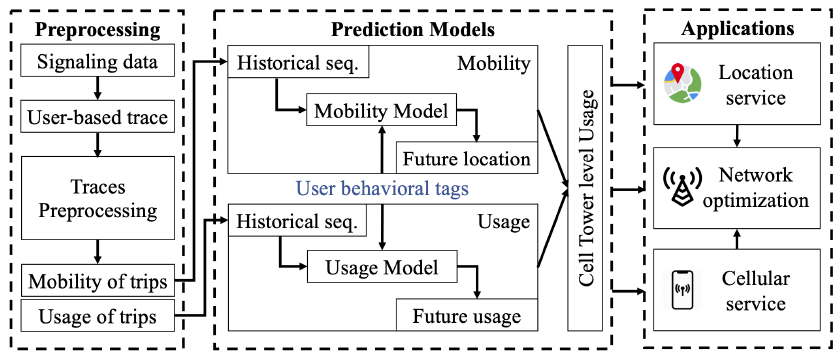 Preprocessing
Signaling data
User-based trace
Traces
Preprocessing
Mobility of trips
Usage of trips
Prediction Models
Historical seq.
Mobility
Mobility Model
Future location
User behavioral tags
Historical seq.
Usage
Usage Model
Future usage
Cell Tower level Usage
Applications
Location
service
Network
optimization
Cellular
service